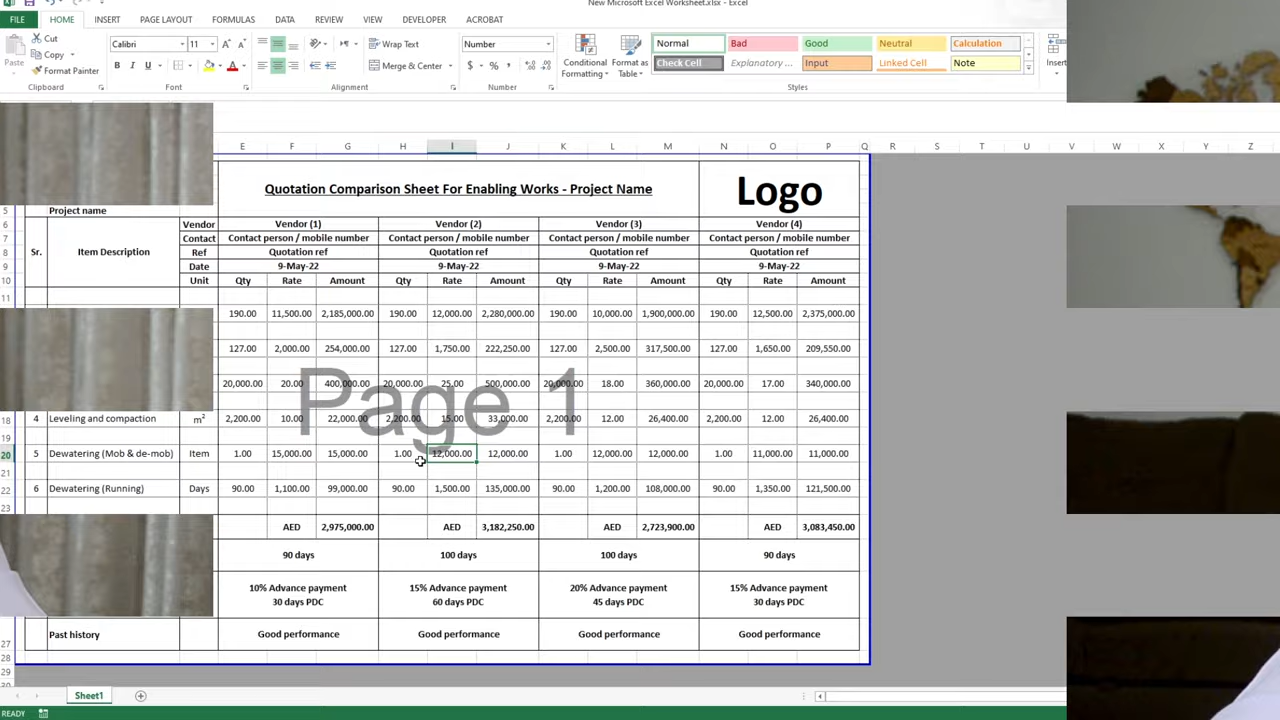 New Microsoft Excel Worksheet.xlsx - Excel
FILE HOME INSERT PAGE LAYOUT FORMULAS DATA REVIEW VIEW DEVELOPER ACROBAT
Cut Calibri 11 Wrap Text Number Normal Bad Good Neutral Calculation
Copy
Paste Format Painter Merge & Center Conditional Formatting Format as Table Check Cell Explanatory ... Input Linked Cell Note Insert
Clipboard Font Alignment Number Styles
E F G H I J K L M N O P Q R S T U V W X Y Z
Quotation Comparison Sheet For Enabling Works - Project Name Logo
5 Project name
6 Vendor Vendor (1) Vendor (2) Vendor (3) Vendor (4)
7 Contact Contact person / mobile number Contact person / mobile number Contact person / mobile number Contact person / mobile number
8 Sr. Item Description Ref Quotation ref Quotation ref Quotation ref Quotation ref
9 Date 9-May-22 9-May-22 9-May-22 9-May-22
10 Unit Qty Rate Amount Qty Rate Amount Qty Rate Amount Qty Rate Amount
11
190.00 11,500.00 2,185,000.00 190.00 12,000.00 2,280,000.00 190.00 10,000.00 1,900,000.00 190.00 12,500.00 2,375,000.00
127.00 2,000.00 254,000.00 127.00 1,750.00 222,250.00 127.00 2,500.00 317,500.00 127.00 1,650.00 209,550.00
20,000.00 20.00 400,000.00 20,000.00 25.00 500,000.00 20,000.00 18.00 360,000.00 20,000.00 17.00 340,000.00
Page 1
18 4 Leveling and compaction m² 2,200.00 10.00 22,000.00 2,200.00 15.00 33,000.00 2,200.00 12.00 26,400.00 2,200.00 12.00 26,400.00
19
20 5 Dewatering (Mob & de-mob) Item 1.00 15,000.00 15,000.00 1.00 12,000.00 12,000.00 1.00 12,000.00 12,000.00 1.00 11,000.00 11,000.00
21
22 6 Dewatering (Running) Days 90.00 1,100.00 99,000.00 90.00 1,500.00 135,000.00 90.00 1,200.00 108,000.00 90.00 1,350.00 121,500.00
23
AED 2,975,000.00 AED 3,182,250.00 AED 2,723,900.00 AED 3,083,450.00
90 days 100 days 100 days 90 days
10% Advance payment 15% Advance payment 20% Advance payment 15% Advance payment
30 days PDC 60 days PDC 45 days PDC 30 days PDC
27 Past history Good performance Good performance Good performance Good performance
28
29
Sheet1
READY